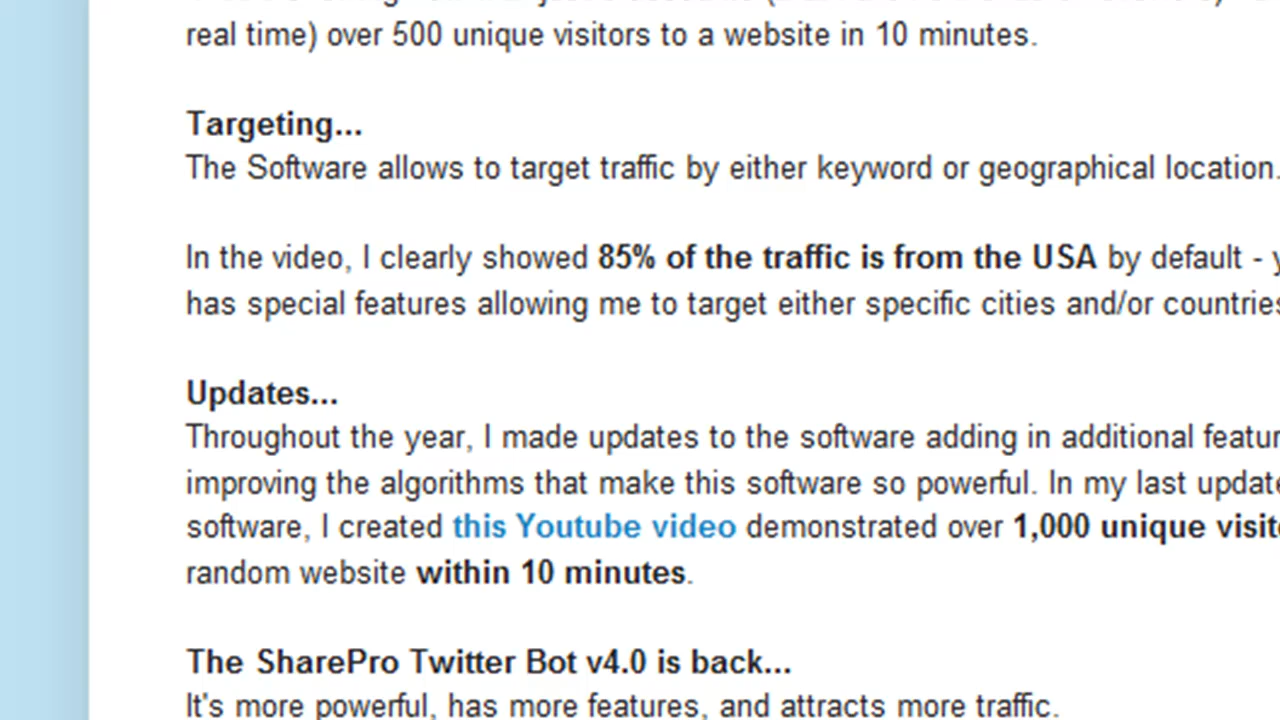 real time) over 500 unique visitors to a website in 10 minutes.
Targeting...
The Software allows to target traffic by either keyword or geographical location.
In the video, I clearly showed 85% of the traffic is from the USA by default -
has special features allowing me to target either specific cities and/or countries
Updates...
Throughout the year, I made updates to the software adding in additional
improving the algorithms that make this software so powerful. In my last
software, I created this Youtube video demonstrated over 1,000 unique
random website within 10 minutes.
The SharePro Twitter Bot v4.0 is back...
It's more powerful, has more features, and attracts more traffic.